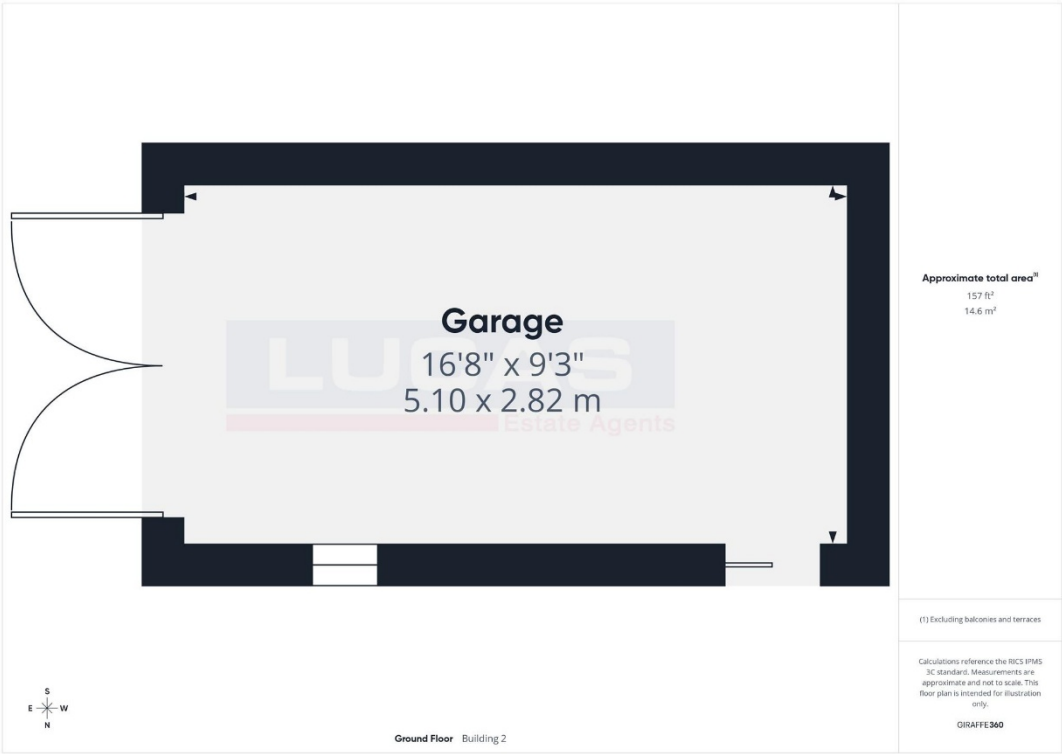 Garage
16'8" x 9'3"
5.10 x 2.82 m
LUCAS
Estate Agents
Approximate total area(1)
157 ft²
14.6 m²
(1) Excluding balconies and terraces
Calculations reference the RICS IPMS
3C standard. Measurements are
approximate and not to scale. This
floor plan is intended for illustration
only.
GIRAFFE360
S
E W
N
Ground Floor Building 2